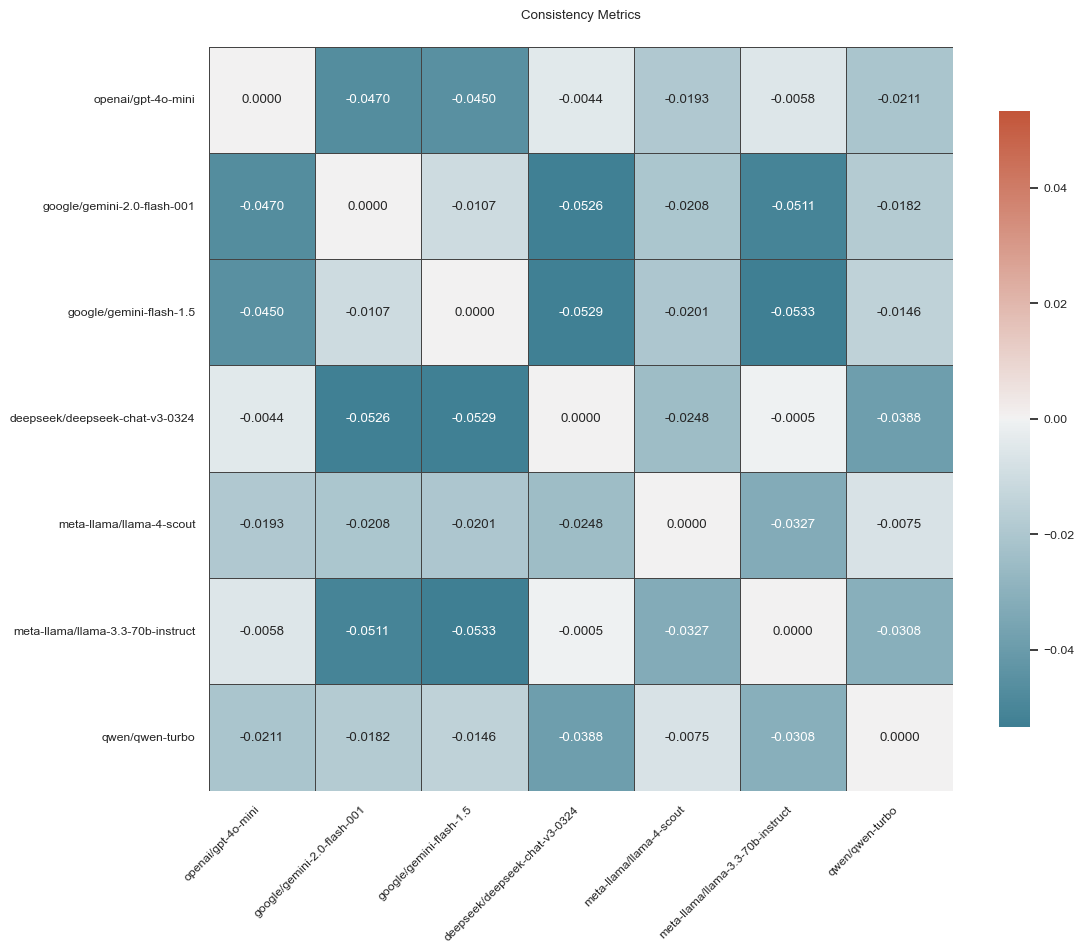 Consistency Metrics
openai/gpt-4o-mini 0.0000 -0.0470 -0.0450 -0.0044 -0.0193 -0.0058 -0.0211
google/gemini-2.0-flash-001 -0.0470 0.0000 -0.0107 -0.0526 -0.0208 -0.0511 -0.0182
google/gemini-flash-1.5 -0.0450 -0.0107 0.0000 -0.0529 -0.0201 -0.0533 -0.0146
deepseek/deepseek-chat-v3-0324 -0.0044 -0.0526 -0.0529 0.0000 -0.0248 -0.0005 -0.0388
meta-llama/llama-4-scout -0.0193 -0.0208 -0.0201 -0.0248 0.0000 -0.0327 -0.0075
meta-llama/llama-3.3-70b-instruct -0.0058 -0.0511 -0.0533 -0.0005 -0.0327 0.0000 -0.0308
qwen/qwen-turbo -0.0211 -0.0182 -0.0146 -0.0388 -0.0075 -0.0308 0.0000
openai/gpt-4o-mini
google/gemini-2.0-flash-001
google/gemini-flash-1.5
deepseek/deepseek-chat-v3-0324
meta-llama/llama-4-scout
meta-llama/llama-3.3-70b-instruct
qwen/qwen-turbo
0.04
0.02
0.00
−0.02
−0.04